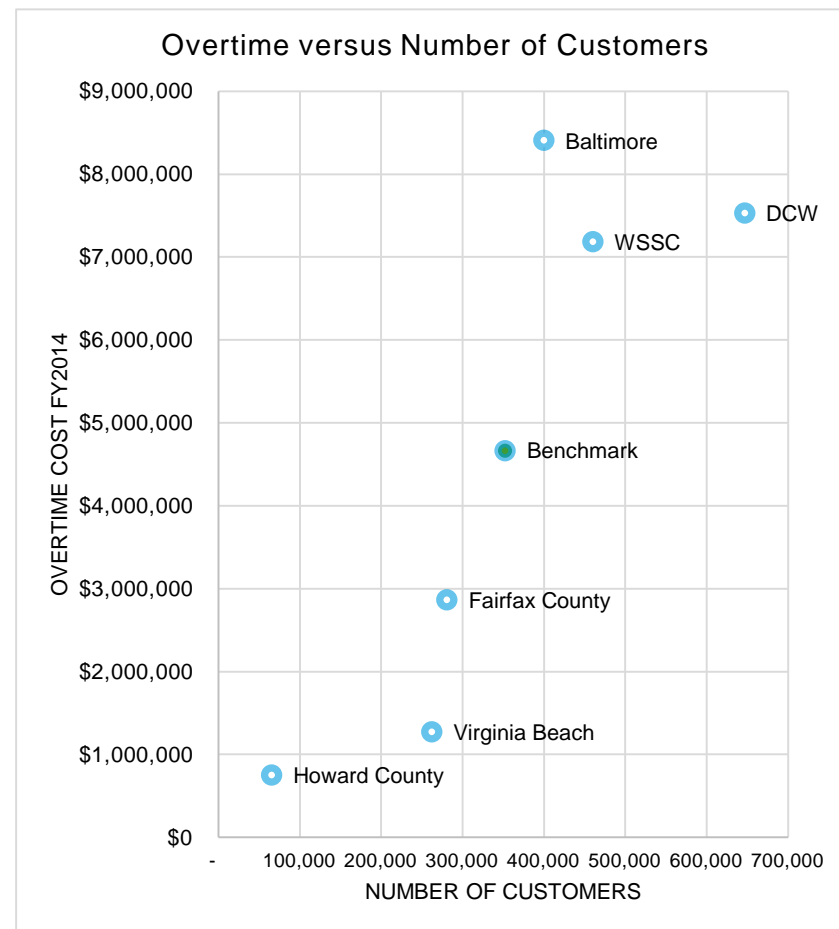 Overtime versus Number of Customers
$9,000,000
Baltimore
$8,000,000
DCW
WSSC
$7,000,000
$6,000,000
OVERTIME COST FY2014
$5,000,000
Benchmark
$4,000,000
$3,000,000
Fairfax County
$2,000,000
Virginia Beach
$1,000,000
Howard County
$0
- 100,000 200,000 300,000 400,000 500,000 600,000 700,000
NUMBER OF CUSTOMERS